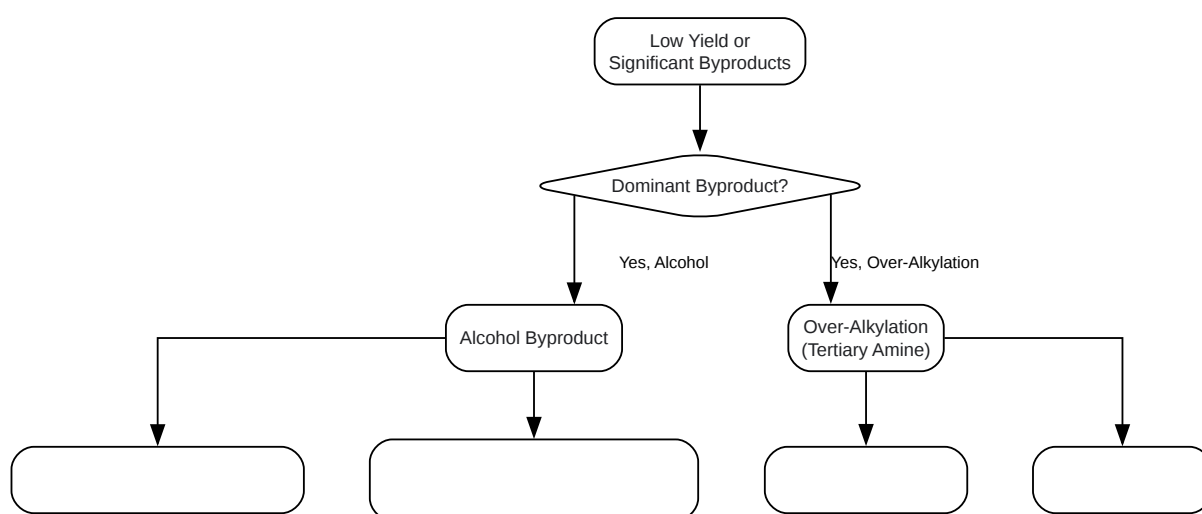 Low Yield or
Significant Byproducts
Dominant Byproduct?
Yes, Alcohol
Yes, Over-Alkylation
Alcohol Byproduct
Over-Alkylation
(Tertiary Amine)